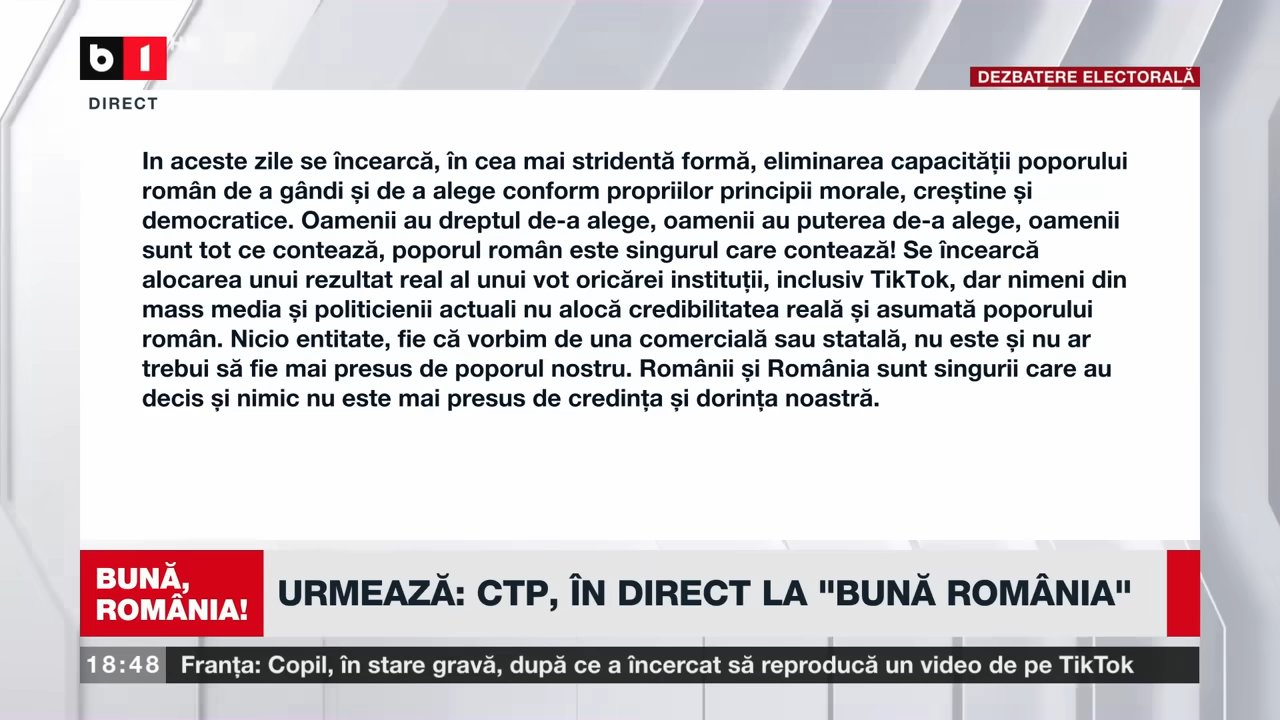 b 1
DEZBATERE ELECTORALĂ
DIRECT
In aceste zile se încearcă, în cea mai stridentă formă, eliminarea capacității poporului
român de a gândi și de a alege conform propriilor principii morale, creștine și
democratice. Oamenii au dreptul de-a alege, oamenii au puterea de-a alege, oamenii
sunt tot ce contează, poporul român este singurul care contează! Se încearcă
alocarea unui rezultat real al unui vot oricărei instituții, inclusiv TikTok, dar nimeni din
mass media și politicienii actuali nu alocă credibilitatea reală și asumată poporului
român. Nicio entitate, fie că vorbim de una comercială sau statală, nu este și nu ar
trebui să fie mai presus de poporul nostru. Românii și România sunt singurii care au
decis și nimic nu este mai presus de credința și dorința noastră.
BUNĂ,
ROMÂNIA!
URMEAZĂ: CTP, ÎN DIRECT LA "BUNĂ ROMÂNIA"
18:48 Franța: Copil, în stare gravă, după ce a încercat să reproducă un video de pe TikTok